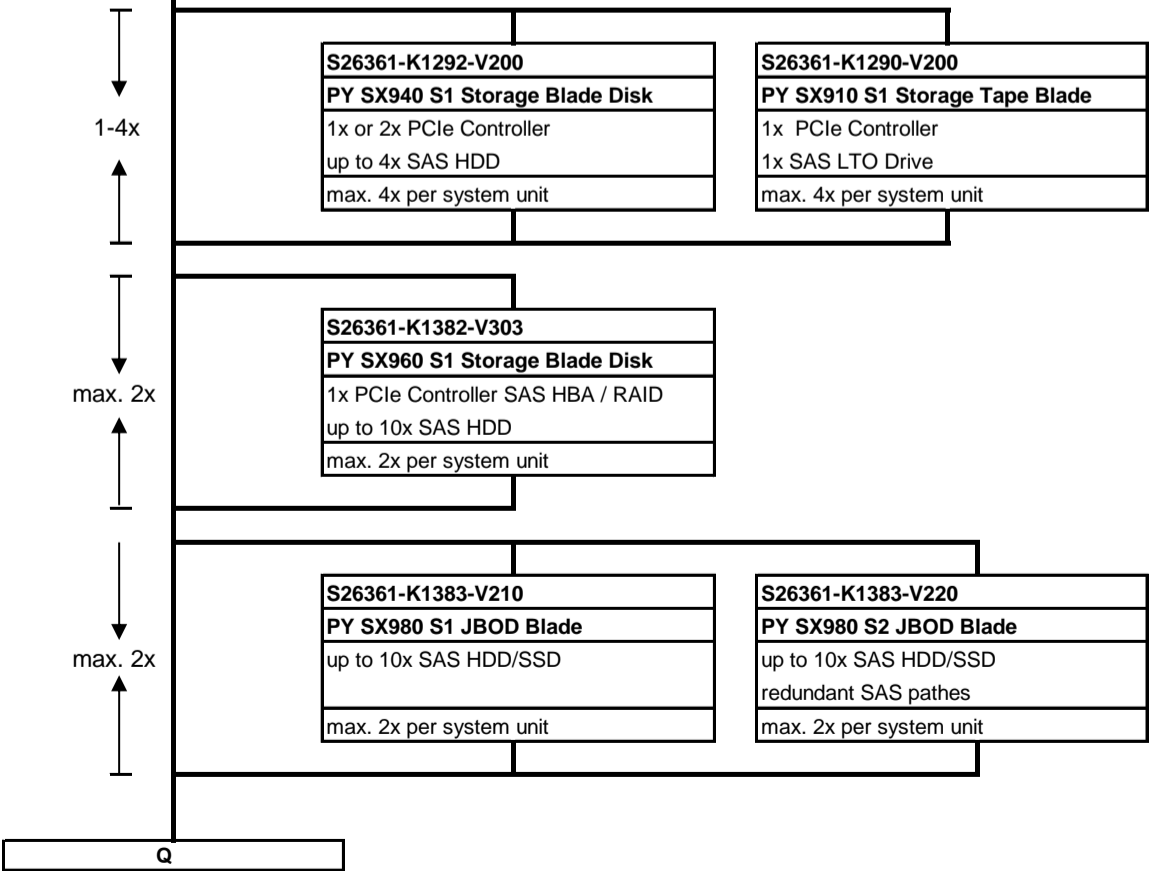 1-4x
S26361-K1292-V200
PY SX940 S1 Storage Blade Disk
1x or 2x PCIe Controller
up to 4x SAS HDD
max. 4x per system unit
S26361-K1290-V200
PY SX910 S1 Storage Tape Blade
1x  PCIe Controller
1x SAS LTO Drive
max. 4x per system unit
max. 2x
S26361-K1382-V303
PY SX960 S1 Storage Blade Disk
1x PCIe Controller SAS HBA / RAID
up to 10x SAS HDD
max. 2x per system unit
max. 2x
S26361-K1383-V210
PY SX980 S1 JBOD Blade
up to 10x SAS HDD/SSD
max. 2x per system unit
S26361-K1383-V220
PY SX980 S2 JBOD Blade
up to 10x SAS HDD/SSD
redundant SAS pathes
max. 2x per system unit
Q